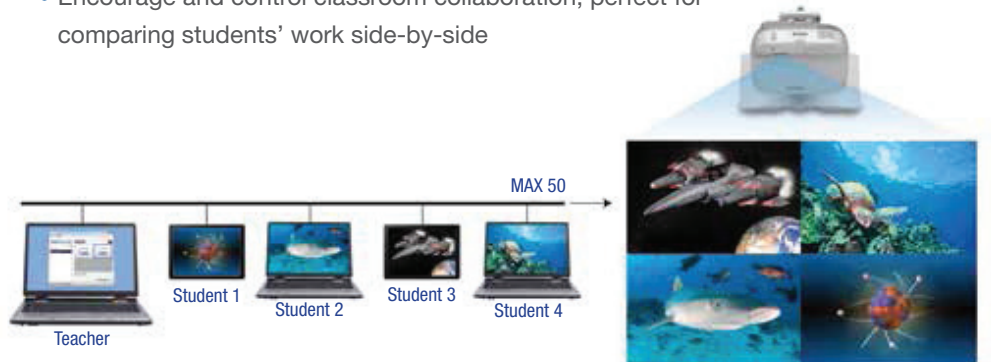 • Encourage and control classroom collaboration, perfect for
comparing students’ work side-by-side
MAX 50
Student 1
Student 2
Student 3
Student 4
Teacher